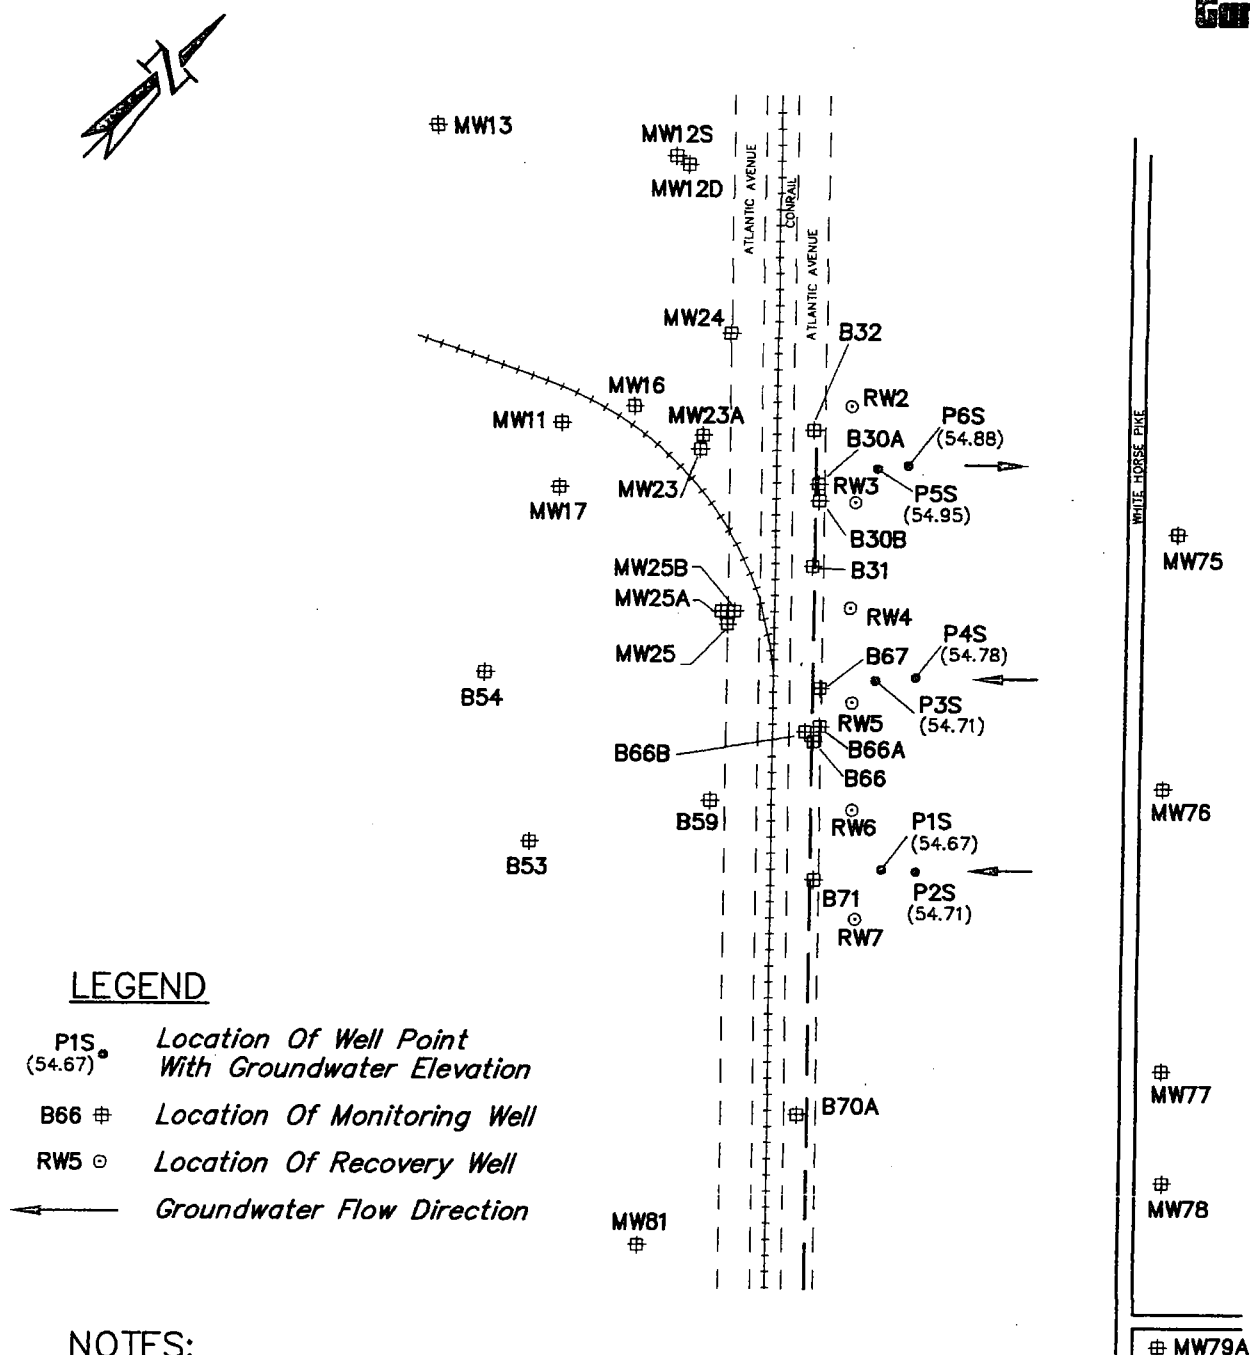 MW13
MW12S
MW12D
ATLANTIC AVENUE
CONRAIL
ATLANTIC AVENUE
MW24
B32
MW16
RW2
MW11
MW23A
P6S
(54.88)
B30A
WHITE HORSE PIKE
MW23
RW3
P5S
(54.95)
MW17
B30B
MW75
MW25B
B31
MW25A
RW4
P4S
(54.78)
MW25
B67
B54
P3S
(54.71)
RW5
B66B
B66A
B66
MW76
B59
RW6
P1S
(54.67)
B53
B71
P2S
(54.71)
RW7
LEGEND
P1S
(54.67)
Location Of Well Point
With Groundwater Elevation
B66
Location Of Monitoring Well
RW5
Location Of Recovery Well
Groundwater Flow Direction
B70A
MW77
MW78
MW81
NOTES:
MW79A